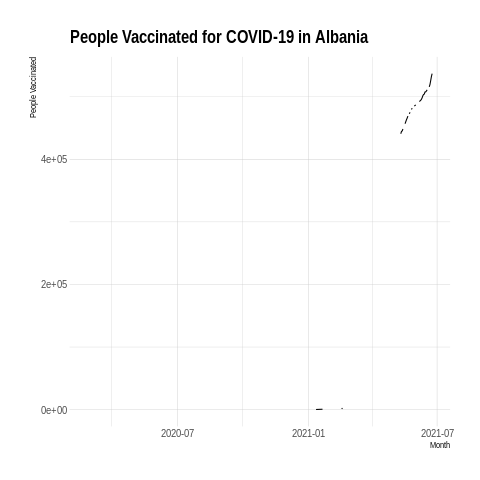 People Vaccinated for COVID-19 in Albania
People Vaccinated
4e+05
2e+05
0e+00
2020-07
2021-01
2021-07
Month